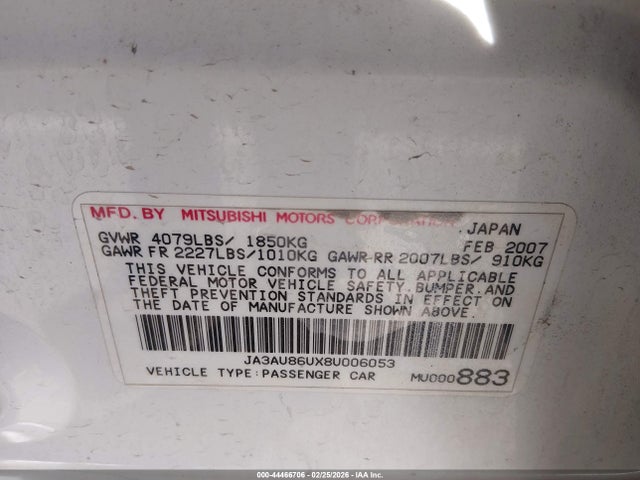 MFD. BY MITSUBISHI MOTORS CORPORATION, JAPAN
GVWR 4079LBS/ 1850KG FEB 2007
GAWR FR 2227LBS/1010KG GAWR-RR 2007LBS/ 910KG
THIS VEHICLE CONFORMS TO ALL APPLICABLE
FEDERAL MOTOR VEHICLE SAFETY, BUMPER, AND
THEFT PREVENTION STANDARDS IN EFFECT ON
THE DATE OF MANUFACTURE SHOWN ABOVE.
JA3AU86UX8U006053
VEHICLE TYPE:PASSENGER CAR MU000883
000-44466706 - 02/25/2026 - © IAA Inc.